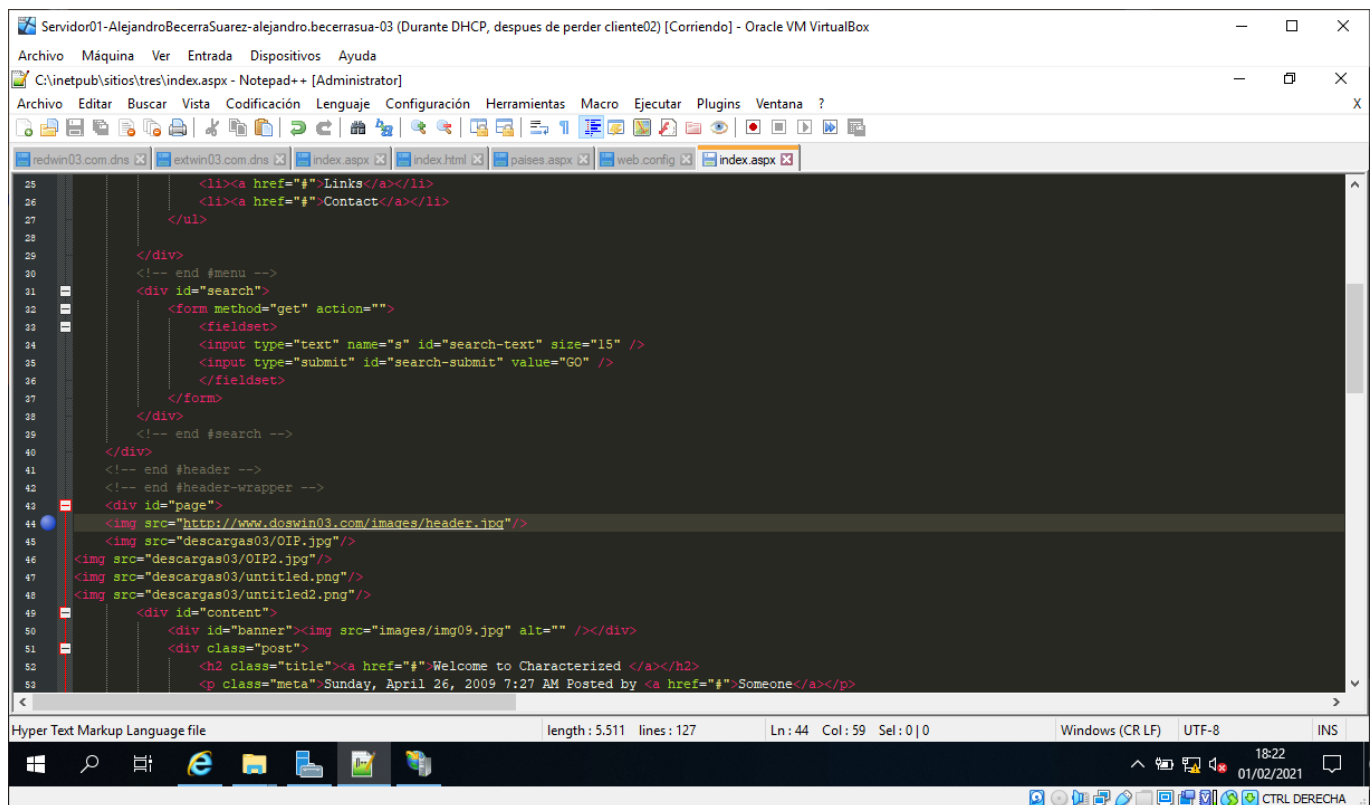 Servidor01-AlejandroBecerraSuarez-alejandro.becerrasua-03 (Durante DHCP, despues de perder cliente02) [Corriendo] - Oracle VM VirtualBox
Archivo Máquina Ver Entrada Dispositivos Ayuda
C:\inetpub\sitios\tres\index.aspx - Notepad++ [Administrator]
Archivo Editar Buscar Vista Codificación Lenguaje Configuración Herramientas Macro Ejecutar Plugins Ventana ? X
redwin03.com.dns extwin03.com.dns index.aspx index.html paises.aspx web.config index.aspx
25 <li><a href="#">Links</a></li>
26 <li><a href="#">Contact</a></li>
27 </ul>
28
29 </div>
30 <!-- end #menu -->
31 <div id="search">
32 <form method="get" action="">
33 <fieldset>
34 <input type="text" name="s" id="search-text" size="15" />
35 <input type="submit" id="search-submit" value="GO" />
36 </fieldset>
37 </form>
38 </div>
39 <!-- end #search -->
40 </div>
41 <!-- end #header -->
42 <!-- end #header-wrapper -->
43 <div id="page">
44 <img src="http://www.doswin03.com/images/header.jpg"/>
45 <img src="descargas03/OIP.jpg"/>
46 <img src="descargas03/OIP2.jpg"/>
47 <img src="descargas03/untitled.png"/>
48 <img src="descargas03/untitled2.png"/>
49 <div id="content">
50 <div id="banner"><img src="images/img09.jpg" alt="" /></div>
51 <div class="post">
52 <h2 class="title"><a href="#">Welcome to Characterized </a></h2>
53 <p class="meta">Sunday, April 26, 2009 7:27 AM Posted by <a href="#">Someone</a></p>
Hyper Text Markup Language file length : 5.511 lines : 127 Ln : 44 Col : 59 Sel : 0 | 0 Windows (CR LF) UTF-8 INS
18:22
01/02/2021
CTRL DERECHA